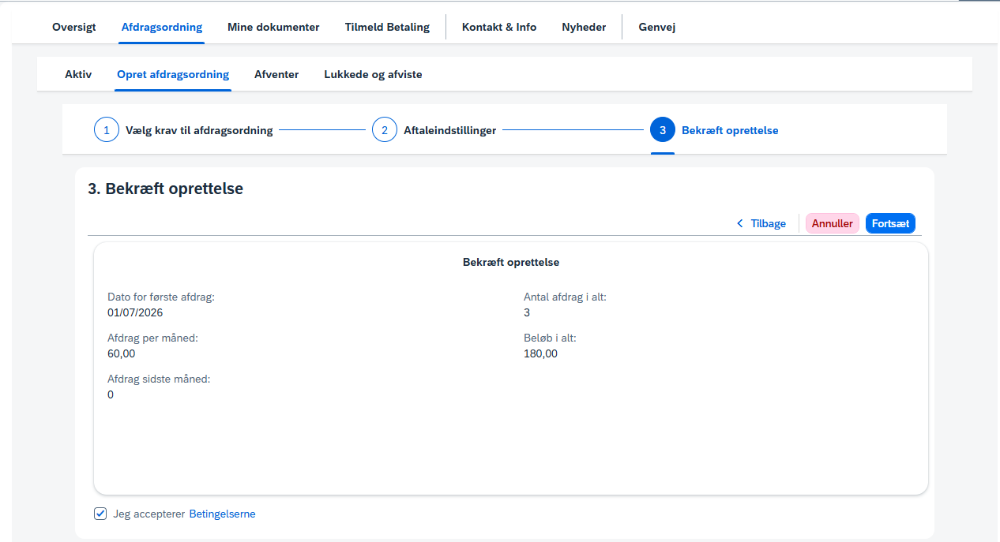 Oversigt Afdragsordning Mine dokumenter Tilmeld Betaling Kontakt & Info Nyheder Genvej
Aktiv Opret afdragsordning Afventer Lukkede og afviste
1 Vælg krav til afdragsordning 2 Aftaleindstillinger 3 Bekræft oprettelse
3. Bekræft oprettelse
Tilbage Annuller Fortsæt
Bekræft oprettelse
Dato for første afdrag: Antal afdrag i alt:
01/07/2026 3
Afdrag per måned: Beløb i alt:
60,00 180,00
Afdrag sidste måned:
0
Jeg accepterer Betingelserne